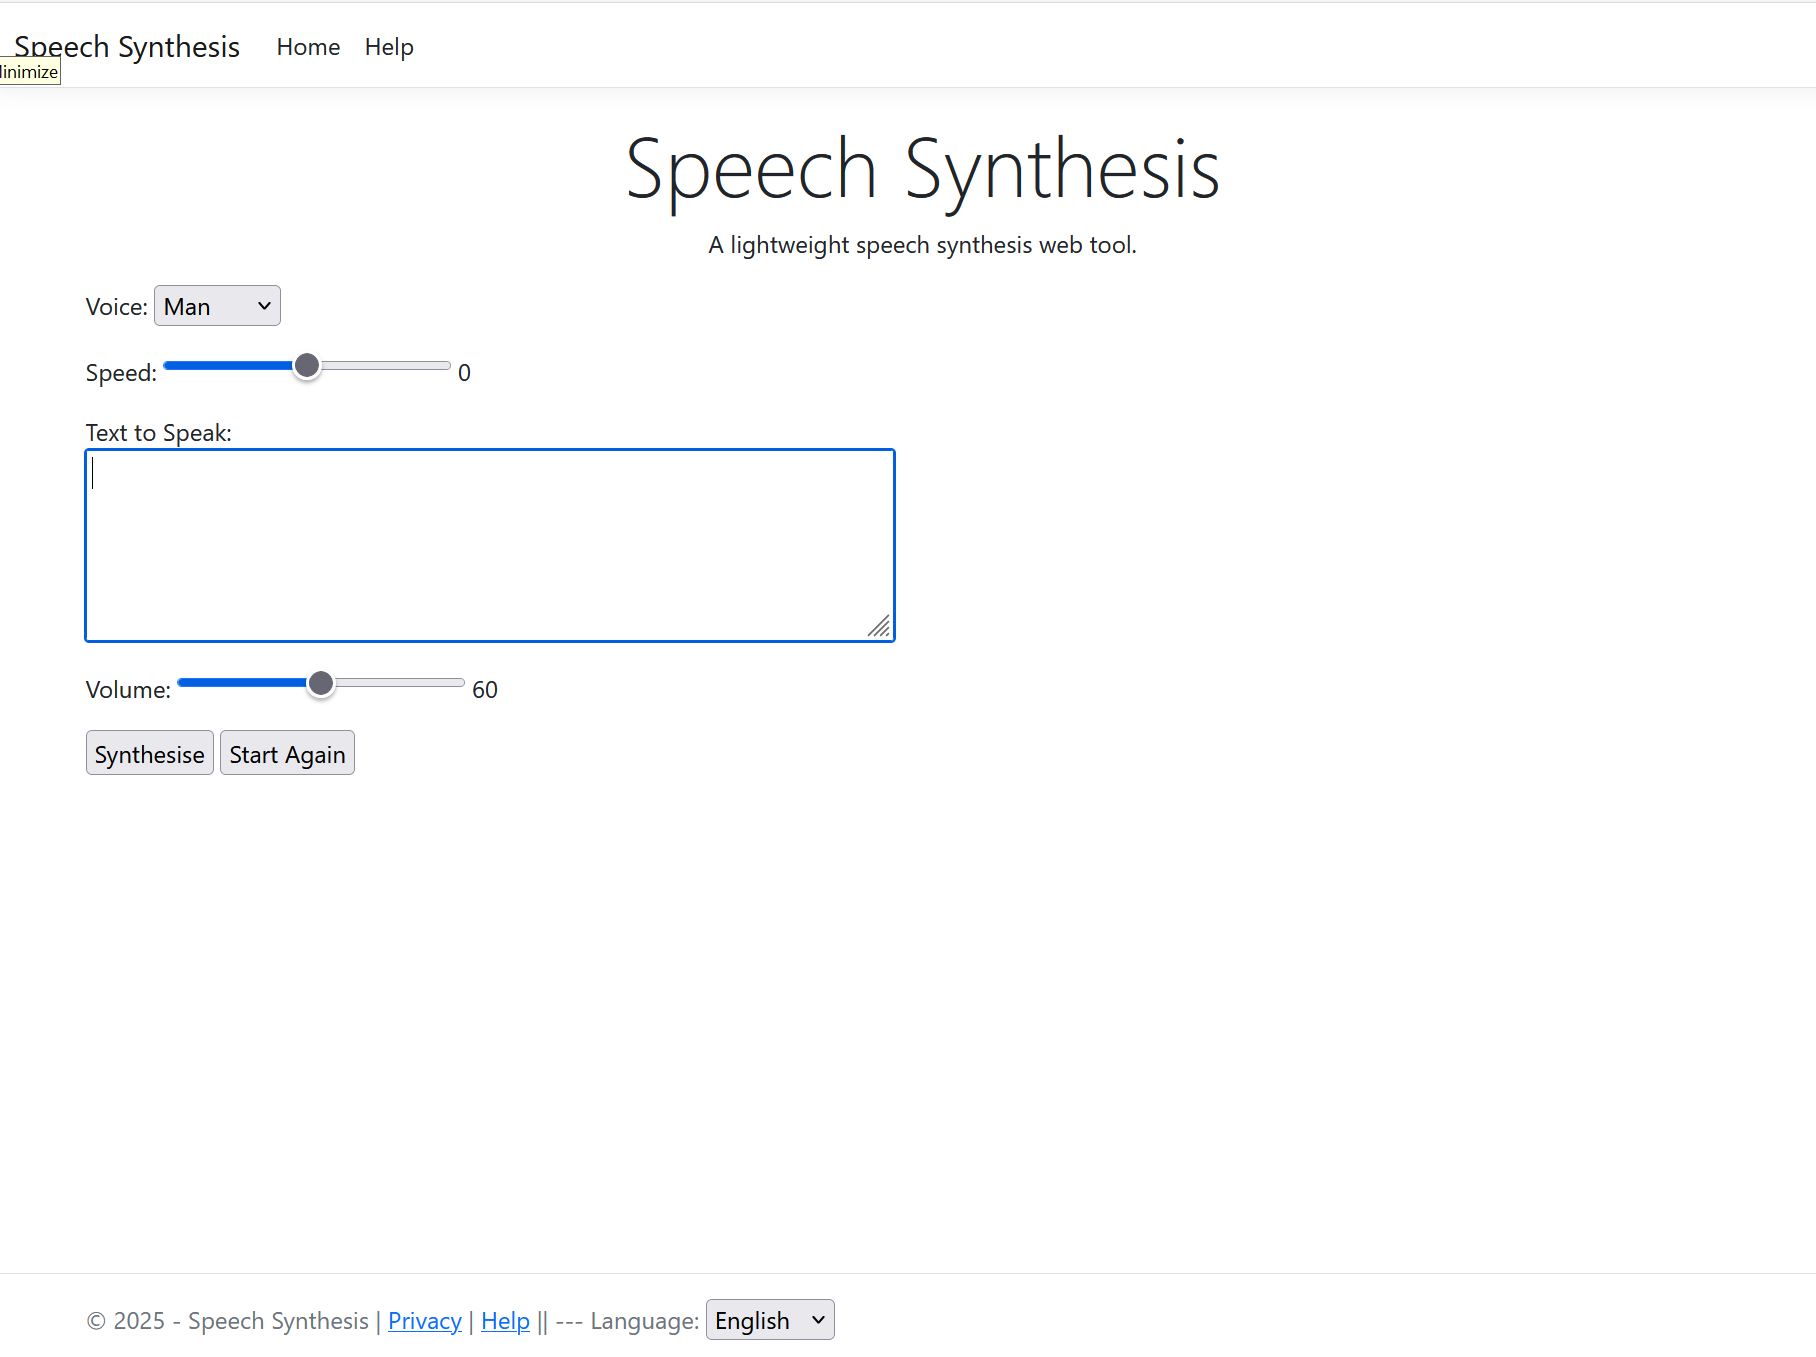 Speech Synthesis Home Help
inimize
Speech Synthesis
A lightweight speech synthesis web tool.
Voice: Man
Speed: 0
Text to Speak:
Volume: 60
Synthesise Start Again
© 2025 - Speech Synthesis | Privacy | Help || --- Language: English